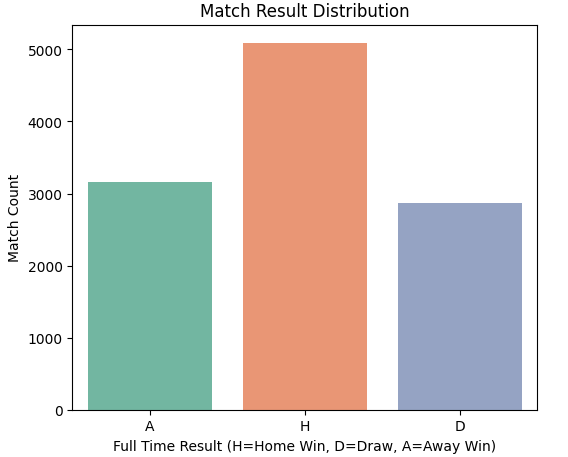 Match Result Distribution
5000
4000
3000
2000
1000
0
Match Count
A H D
Full Time Result (H=Home Win, D=Draw, A=Away Win)